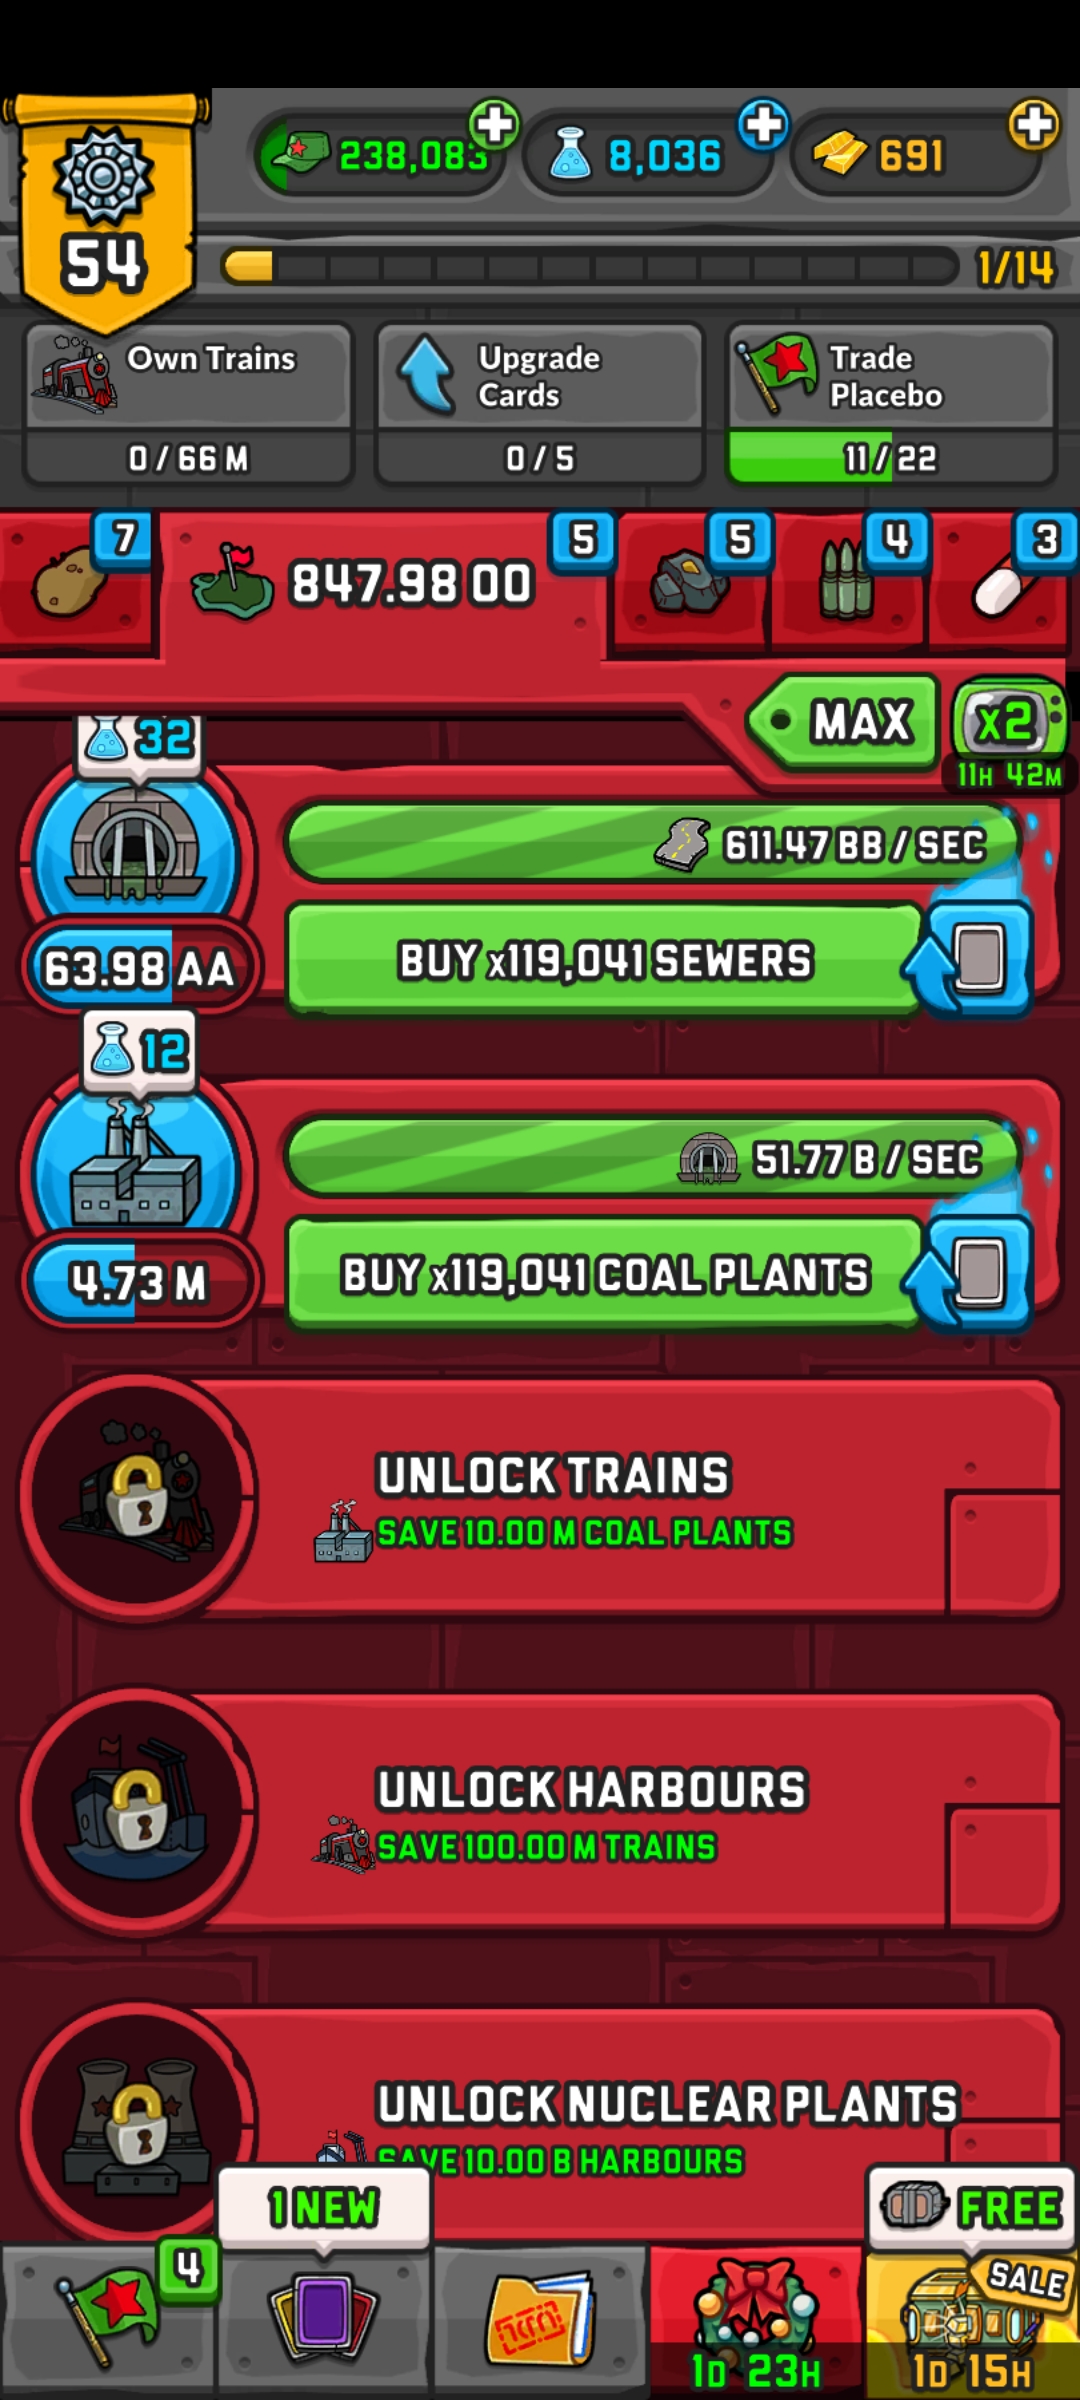 238,083
8,036
691
54
1/14
Own Trains
0 / 66 M
Upgrade
Cards
0 / 5
Trade
Placebo
11 / 22
7
847.98 OO
5
5
4
3
MAX
x2
11H 42M
32
611.47 BB / SEC
63.98 AA
BUY x119,041 SEWERS
12
51.77 B / SEC
4.73 M
BUY x119,041 COAL PLANTS
UNLOCK TRAINS
SAVE 10.00 M COAL PLANTS
UNLOCK HARBOURS
SAVE 100.00 M TRAINS
UNLOCK NUCLEAR PLANTS
SAVE 10.00 B HARBOURS
1 NEW
FREE
4
SALE
1D 23H
1D 15H